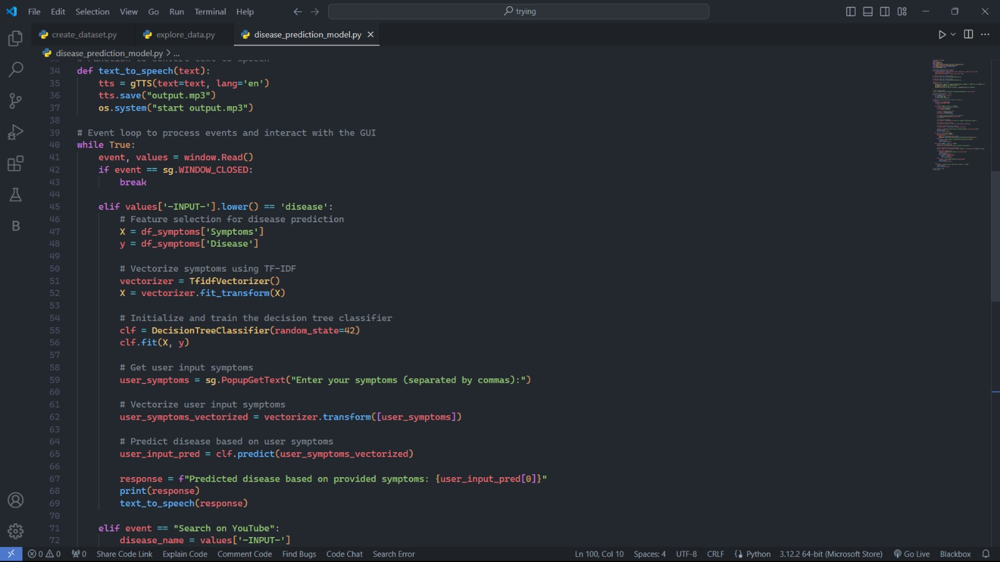 File Edit Selection View Go Run Terminal Help
trying
create_dataset.py explore_data.py disease_prediction_model.py
disease_prediction_model.py > ...
# Function to convert text to speech
34 def text_to_speech(text):
35     tts = gTTS(text=text, lang='en')
36     tts.save("output.mp3")
37     os.system("start output.mp3")
38
39 # Event loop to process events and interact with the GUI
40 while True:
41     event, values = window.Read()
42     if event == sg.WINDOW_CLOSED:
43         break
44
45     elif values['-INPUT-'].lower() == 'disease':
46         # Feature selection for disease prediction
47         X = df_symptoms['Symptoms']
48         y = df_symptoms['Disease']
49
50         # Vectorize symptoms using TF-IDF
51         vectorizer = TfidfVectorizer()
52         X = vectorizer.fit_transform(X)
53
54         # Initialize and train the decision tree classifier
55         clf = DecisionTreeClassifier(random_state=42)
56         clf.fit(X, y)
57
58         # Get user input symptoms
59         user_symptoms = sg.PopupGetText("Enter your symptoms (separated by commas):")
60
61         # Vectorize user input symptoms
62         user_symptoms_vectorized = vectorizer.transform([user_symptoms])
63
64         # Predict disease based on user symptoms
65         user_input_pred = clf.predict(user_symptoms_vectorized)
66
67         response = f"Predicted disease based on provided symptoms: {user_input_pred[0]}"
68         print(response)
69         text_to_speech(response)
70
71     elif event == "Search on YouTube":
72         disease_name = values['-INPUT-']
B
0 0 0 Share Code Link Explain Code Comment Code Find Bugs Code Chat Search Error Ln 100, Col 10 Spaces: 4 UTF-8 CRLF Python 3.12.2 64-bit (Microsoft Store) Go Live Blackbox